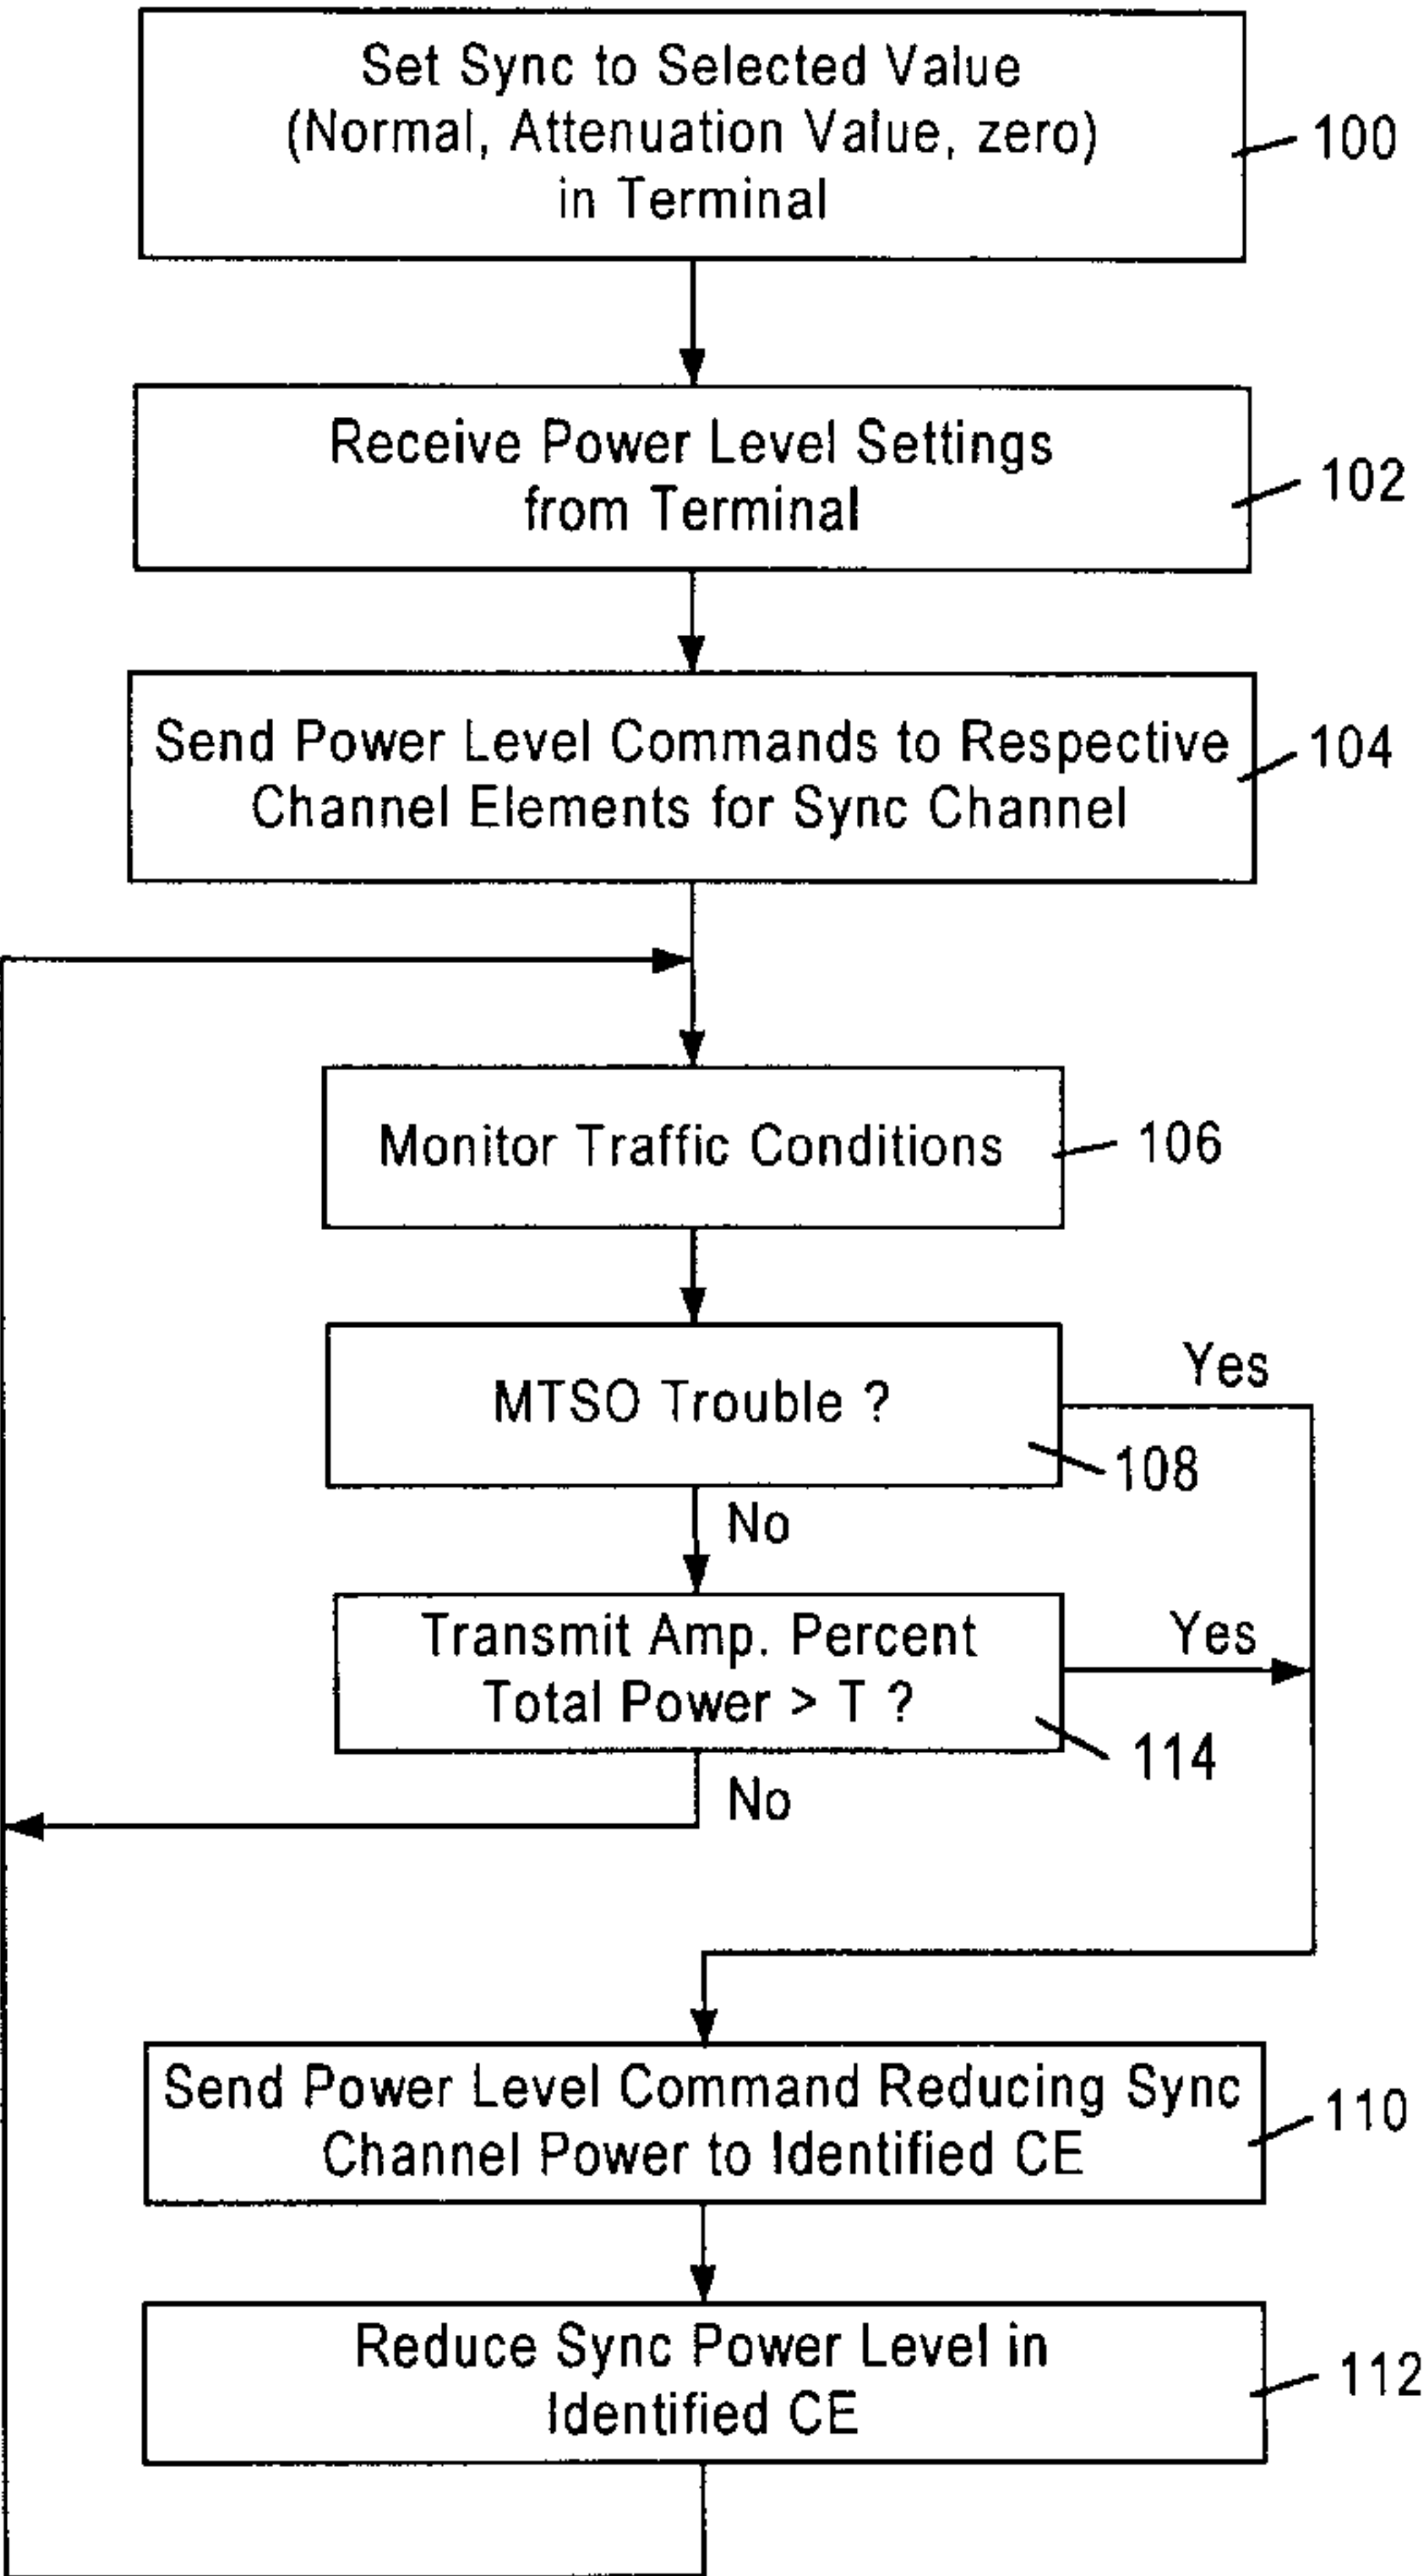 Set Sync to Selected Value
(Normal, Attenuation Value, zero)
in Terminal
100
Receive Power Level Settings
from Terminal
102
Send Power Level Commands to Respective
Channel Elements for Sync Channel
104
Monitor Traffic Conditions
106
MTSO Trouble ?
Yes
108
No
Transmit Amp. Percent
Total Power > T ?
Yes
114
No
Send Power Level Command Reducing Sync
Channel Power to Identified CE
110
Reduce Sync Power Level in
Identified CE
112